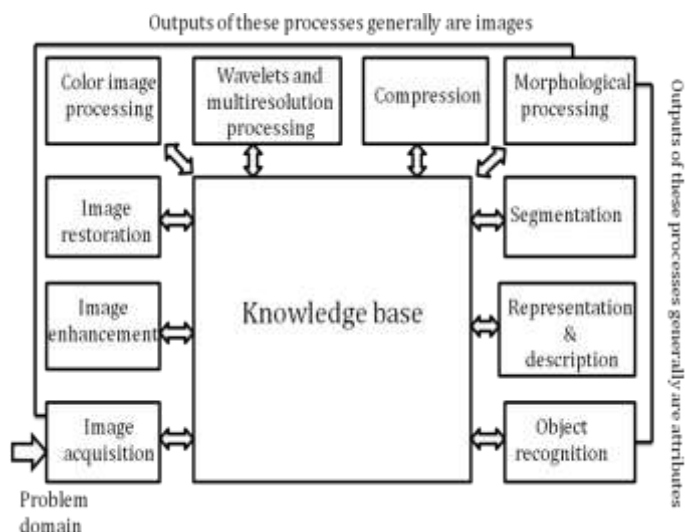 Outputs of these processes generally are images
Color image
processing
Wavelets and
multiresolution
processing
Compression
Morphological
processing
Image
restoration
Segmentation
Image
enhancement
Knowledge base
Representation
&
description
Image
acquisition
Object
recognition
Problem
domain
Outputs of these processes generally are attributes